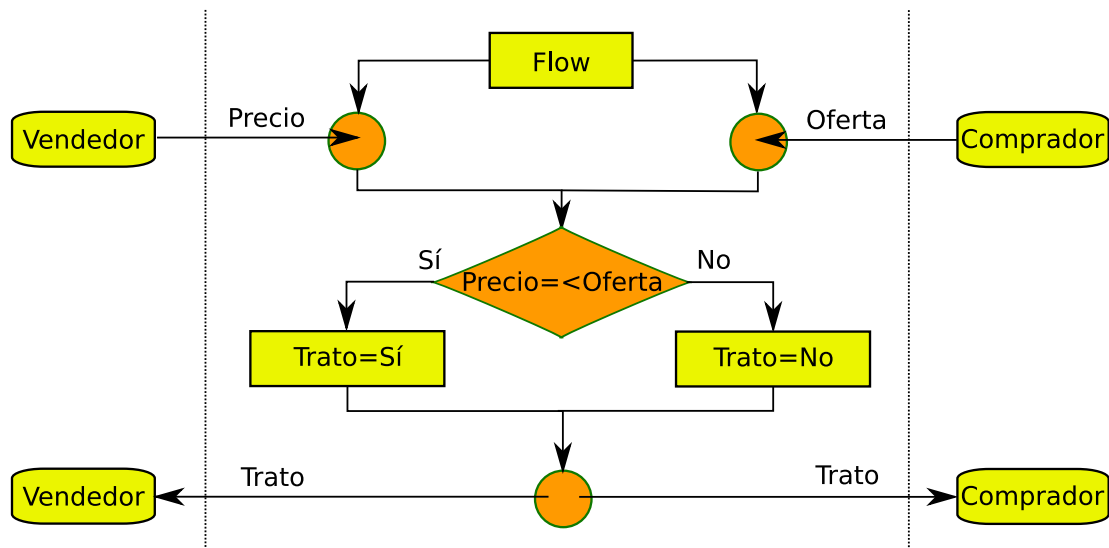 Flow
Vendedor
Precio
Oferta
Comprador
Sí
No
Precio=<Oferta
Trato=Sí
Trato=No
Vendedor
Trato
Trato
Comprador